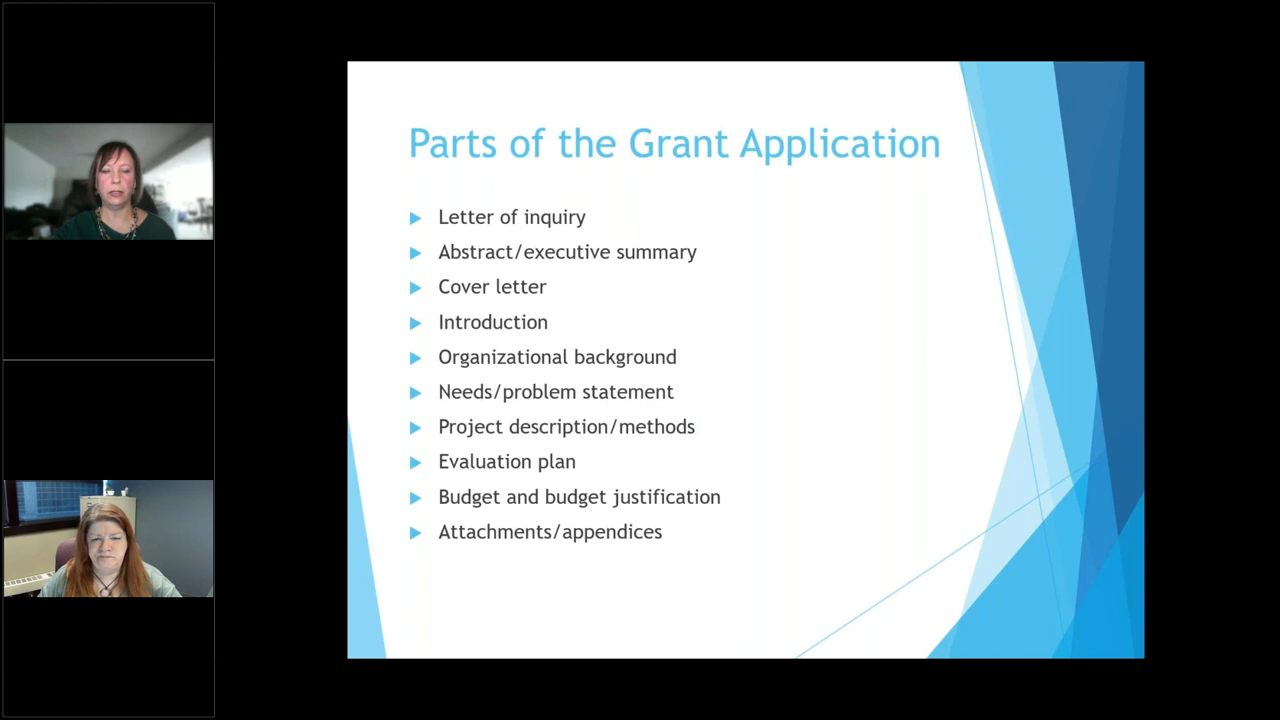 Parts of the Grant Application
Letter of inquiry
Abstract/executive summary
Cover letter
Introduction
Organizational background
Needs/problem statement
Project description/methods
Evaluation plan
Budget and budget justification
Attachments/appendices